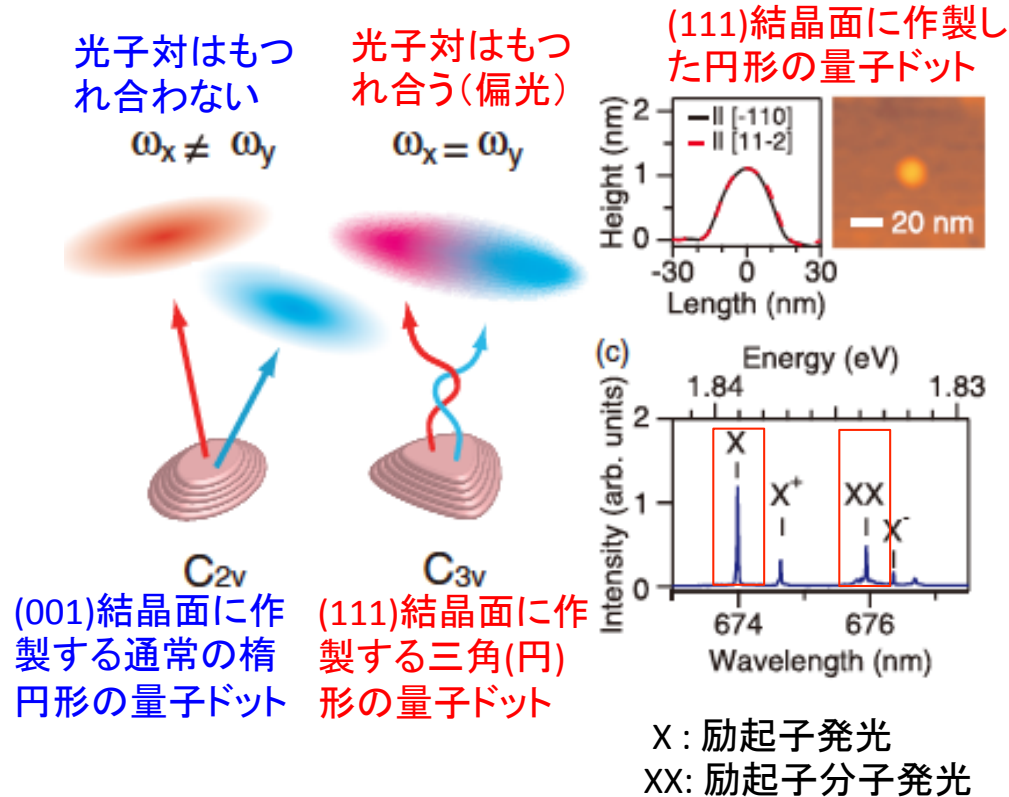 光子対はもつ
れ合わない
ωx ≠ ωy
光子対はもつ
れ合う(偏光)
ωx = ωy
C2v
(001)結晶面に作
製する通常の楕
円形の量子ドット
C3v
(111)結晶面に作
製する三角(円)
形の量子ドット
(111)結晶面に作製し
た円形の量子ドット
Height (nm)
2
1
0
|| [-110]
|| [11-2]
-30 0 30
Length (nm)
20 nm
(c)
Energy (eV)
1.84 1.83
Intensity (arb. units)
2
1
0
X
X+
XX
X-
674 676
Wavelength (nm)
X : 励起子発光
XX: 励起子分子発光